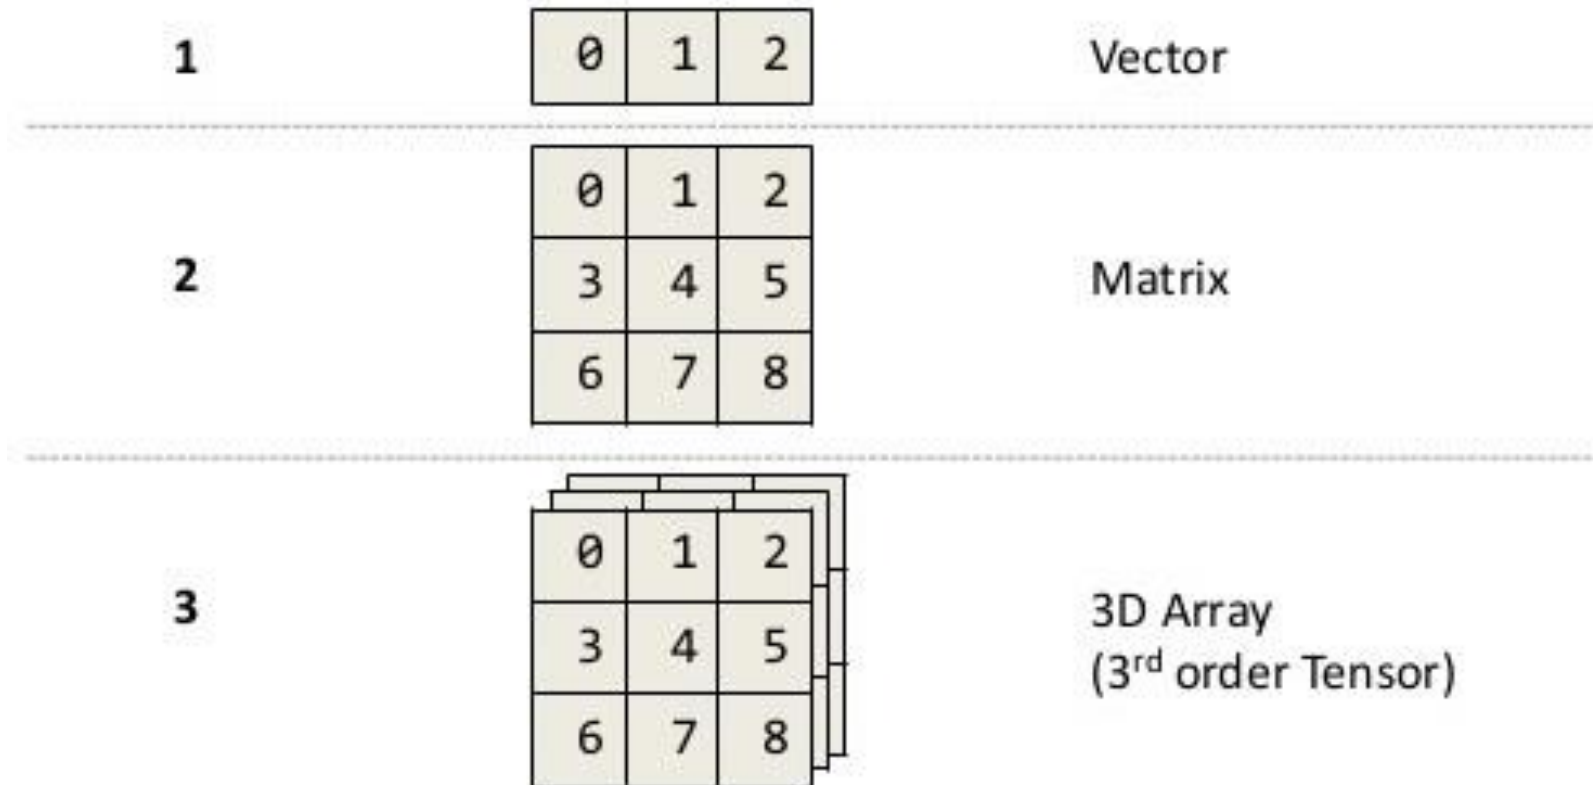 1 0 1 2 Vector
0 1 2
2 3 4 5 Matrix
6 7 8
0 1 2
3 3 4 5 3D Array
(3rd order Tensor)
6 7 8